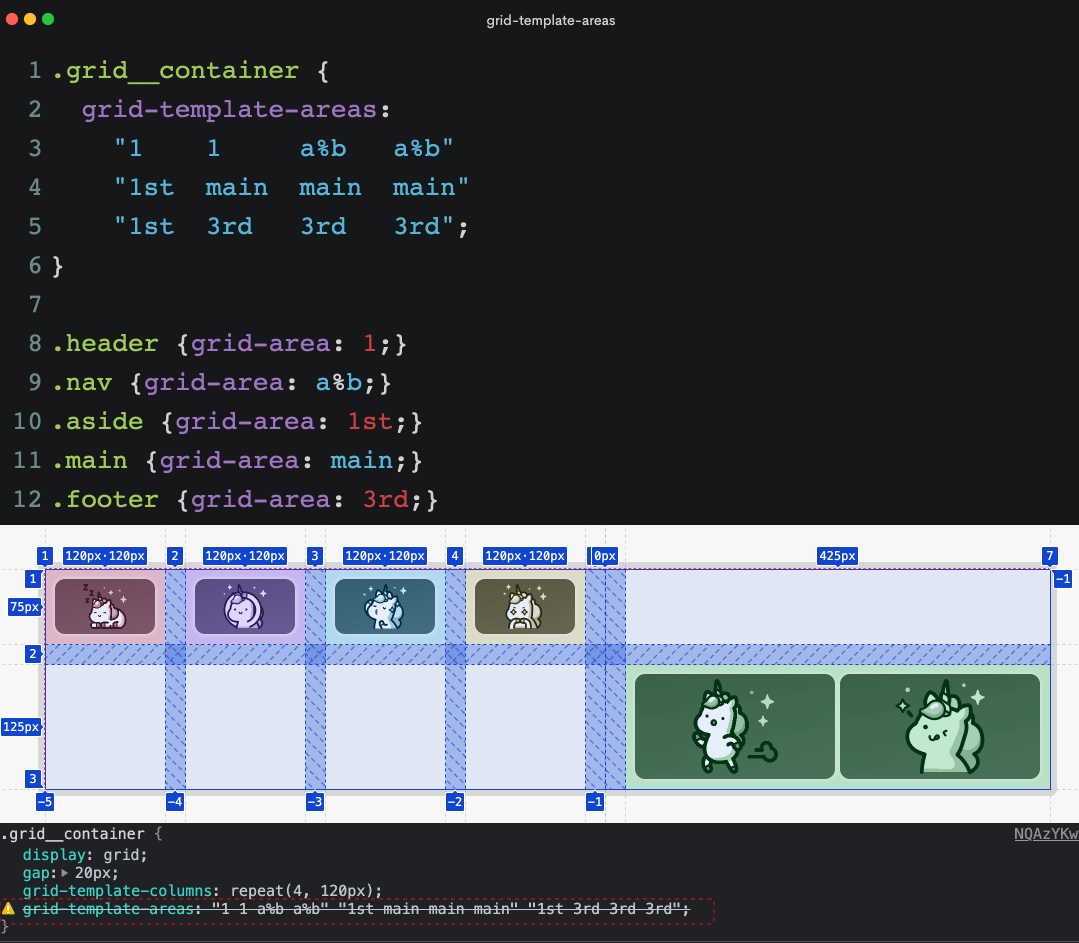 grid-template-areas
1 .grid__container {
2 grid-template-areas:
3 "1 1 a%b a%b"
4 "1st main main main"
5 "1st 3rd 3rd 3rd";
6 }
7
8 .header {grid-area: 1;}
9 .nav {grid-area: a%b;}
10 .aside {grid-area: 1st;}
11 .main {grid-area: main;}
12 .footer {grid-area: 3rd;}
1 120px·120px 2 120px·120px 3 120px·120px 4 120px·120px 0px 425px 7
1 -1
75px
2
125px
3
-5 -4 -3 -2 -1
.grid__container { NQAzYKw
display: grid;
gap: 20px;
grid-template-columns: repeat(4, 120px);
grid-template-areas: "1 1 a%b a%b" "1st main main main" "1st 3rd 3rd 3rd";
}